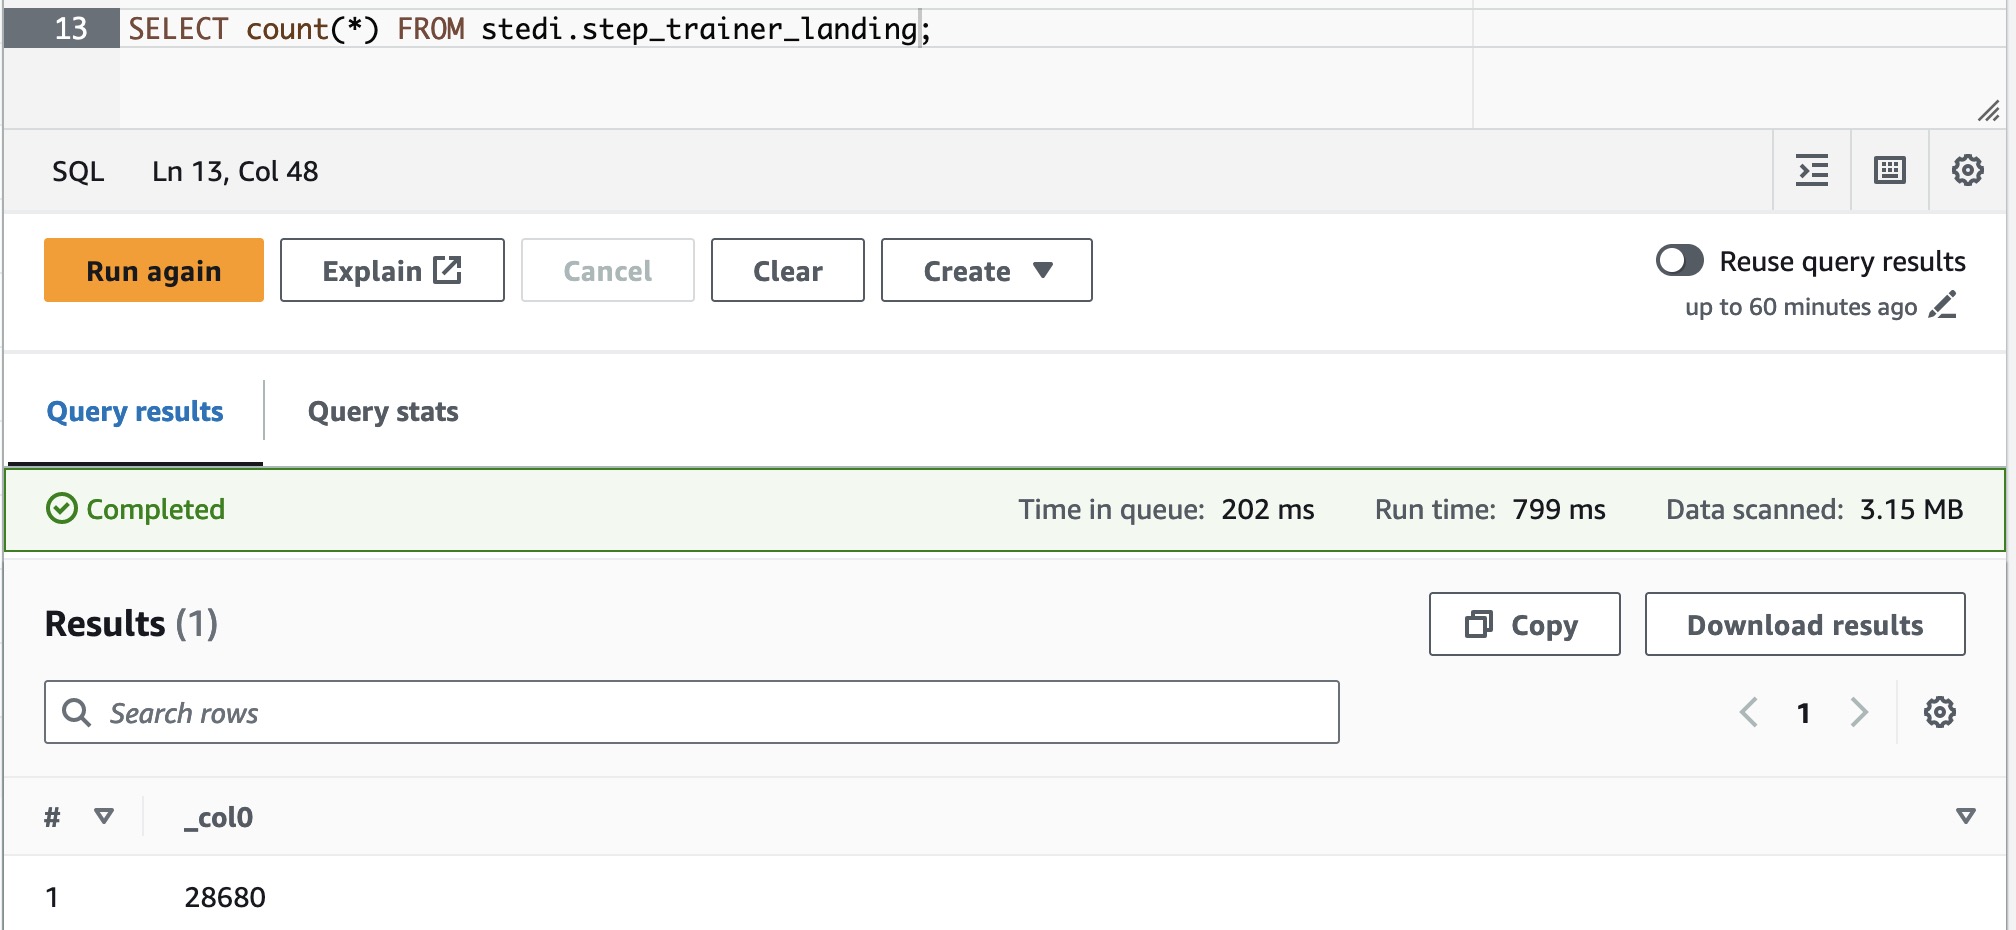 13 SELECT count(*) FROM stedi.step_trainer_landing;
SQL Ln 13, Col 48
Run again Explain Cancel Clear Create Reuse query results
up to 60 minutes ago
Query results Query stats
Completed Time in queue: 202 ms Run time: 799 ms Data scanned: 3.15 MB
Results (1) Copy Download results
Search rows 1
# _col0
1 28680